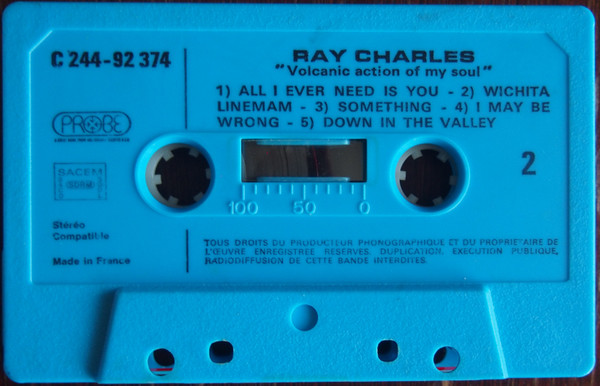 C 244-92 374
RAY CHARLES
"Volcanic action of my soul"
1) ALL I EVER NEED IS YOU - 2) WICHITA
LINEMAM - 3) SOMETHING - 4) I MAY BE
WRONG - 5) DOWN IN THE VALLEY
PROBE
SACEM
2
100 50 0
Stéréo
Compatible
Made in France
TOUS DROITS DU PRODUCTEUR PHONOGRAPHIQUE ET DU PROPRIETAIRE DE
L'ŒUVRE ENREGISTREE RESERVES. DUPLICATION, EXECUTION PUBLIQUE,
RADIODIFFUSION DE CETTE BANDE INTERDITES.